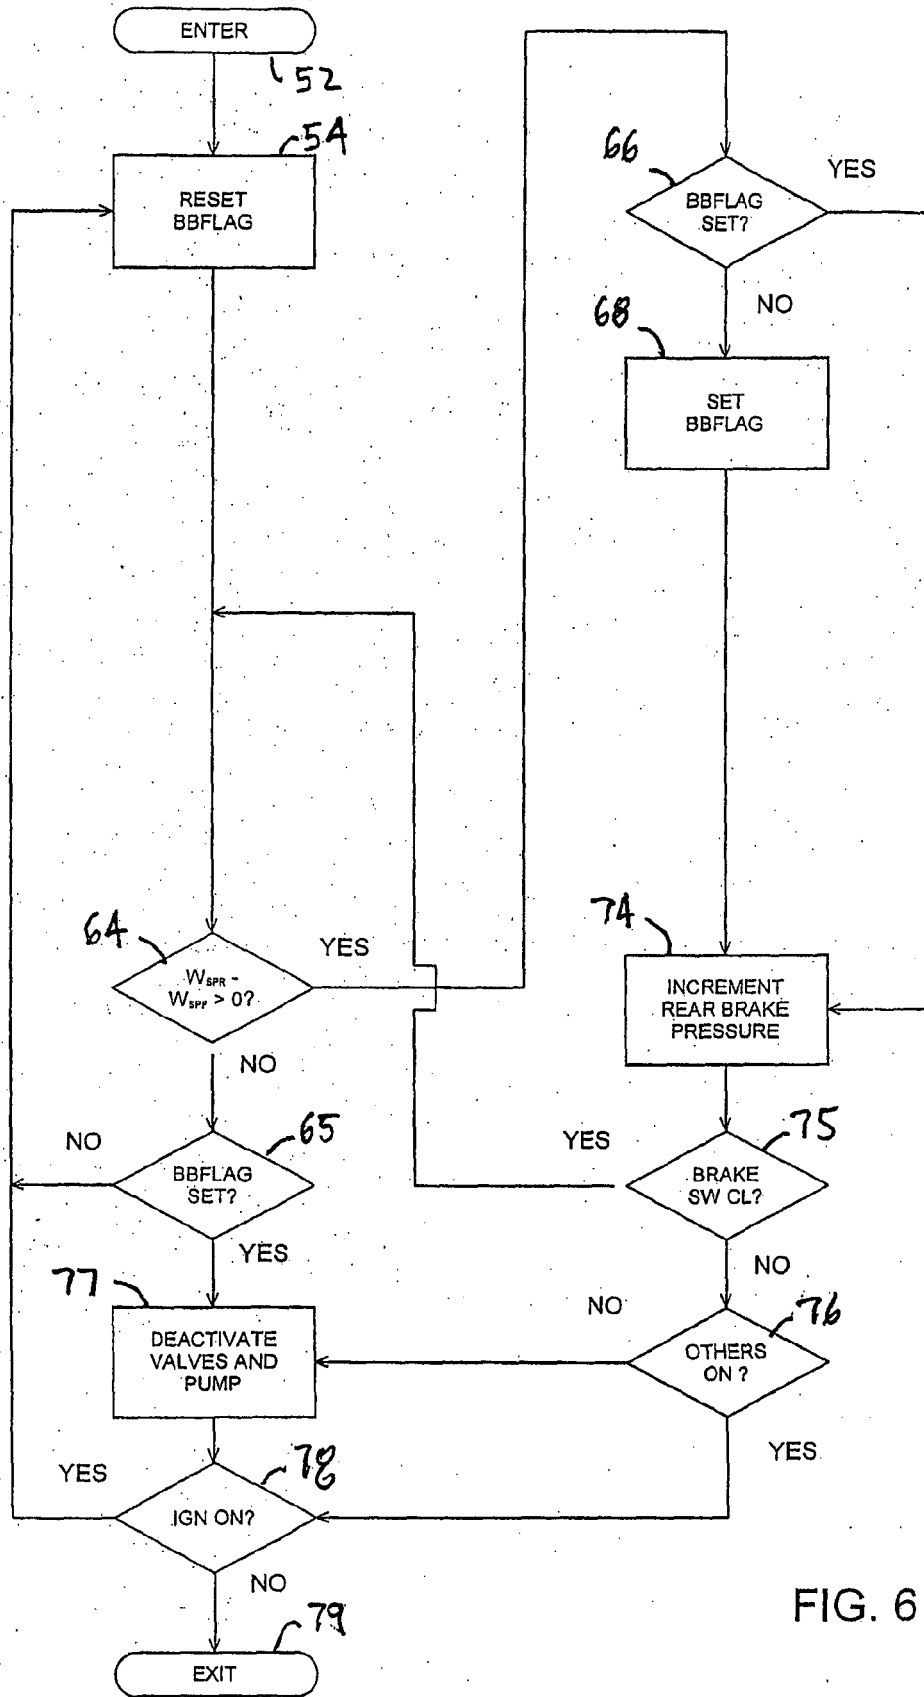 ENTER
52
54
RESET
BBFLAG
66
BBFLAG
SET?
YES
NO
68
SET
BBFLAG
64
W_SPR -
W_SPF > 0?
YES
NO
74
INCREMENT
REAR BRAKE
PRESSURE
65
BBFLAG
SET?
NO
YES
75
BRAKE
SW CL?
YES
NO
77
DEACTIVATE
VALVES AND
PUMP
76
OTHERS
ON ?
NO
YES
78
IGN ON?
YES
NO
79
EXIT
FIG. 6